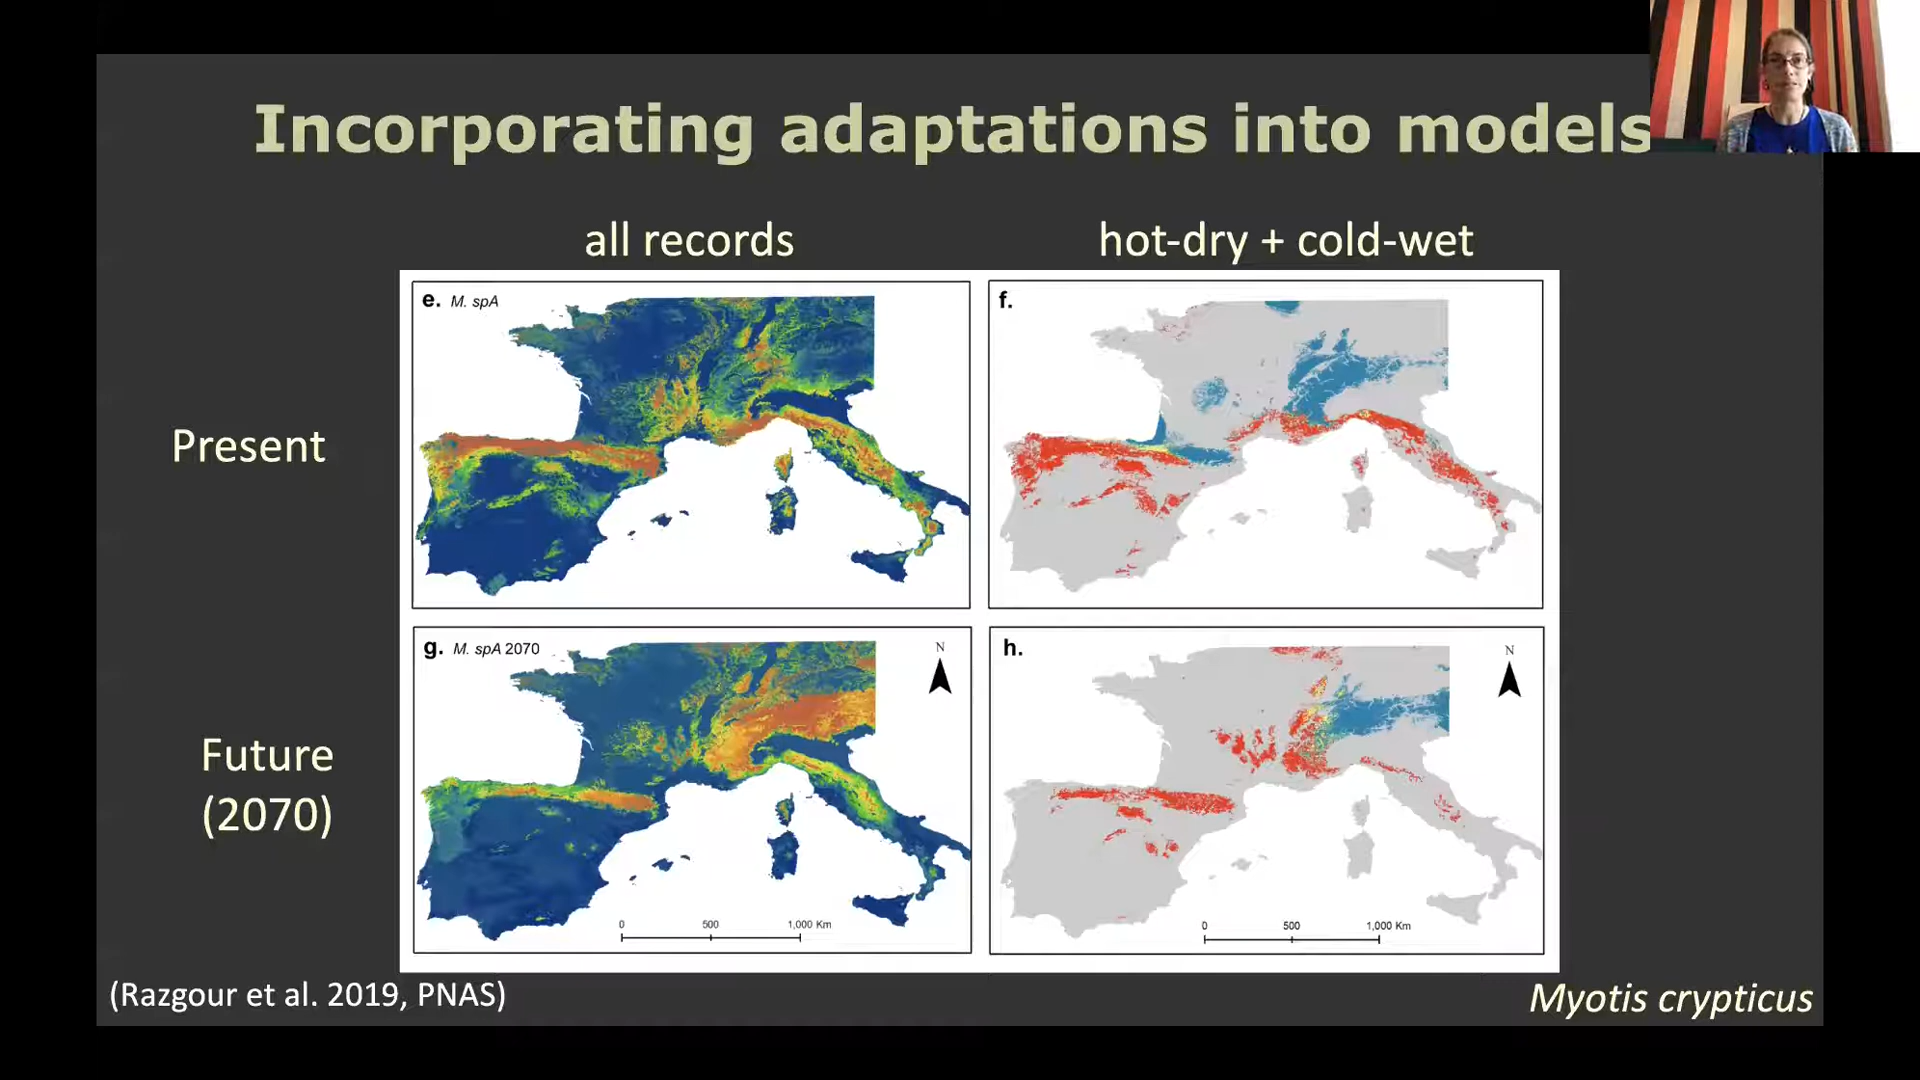 Incorporating adaptations into models
all records
hot-dry + cold-wet
e. M. spA
f.
Present
g. M. spA 2070
N
h.
N
Future
(2070)
0 500 1,000 Km
0 500 1,000 Km
(Razgour et al. 2019, PNAS)
Myotis crypticus